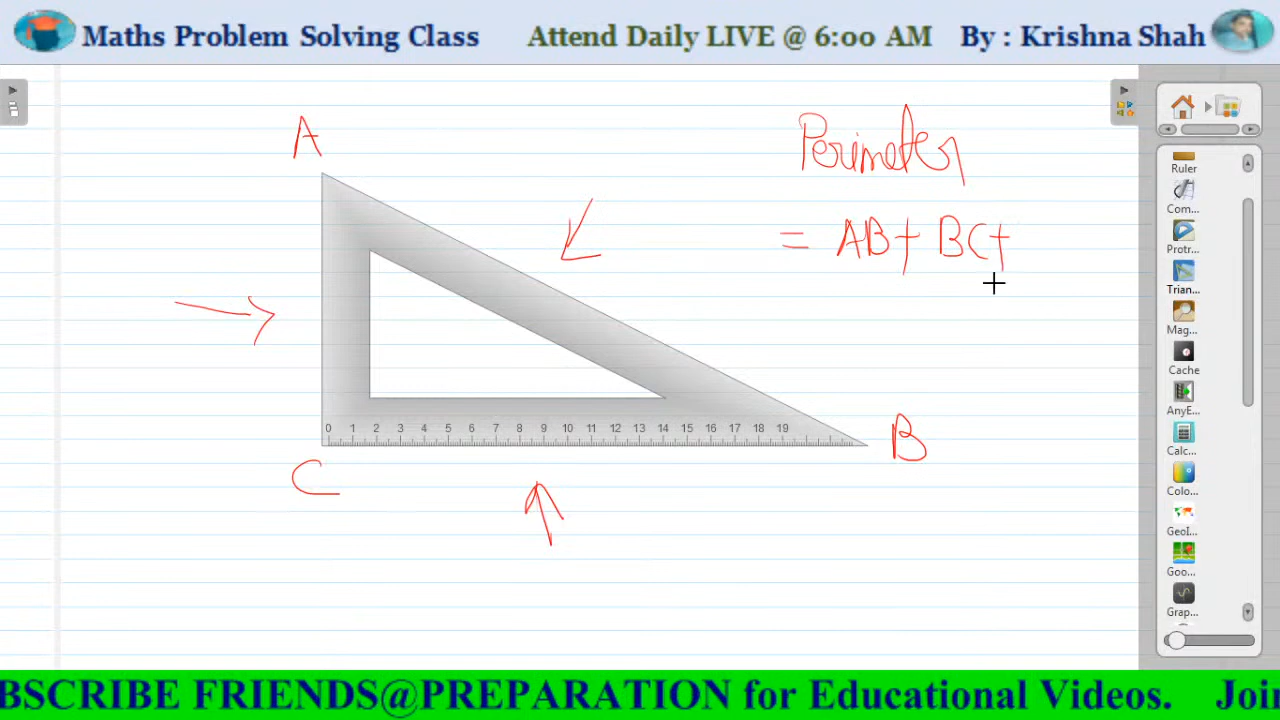 Maths Problem Solving Class Attend Daily LIVE @ 6:00 AM By : Krishna Shah
A
Perimeter
= AB + BC +
0 1 2 3 4 5 6 7 8 9 10 11 12 13 14 15 16 17 18 19
B
C
Ruler
Com...
Protr...
Trian...
Mag...
Cache
AnyE...
Calc...
Colo...
GeoI...
Goo...
Grap...
BSCRIBE FRIENDS@PREPARATION for Educational Videos. Join